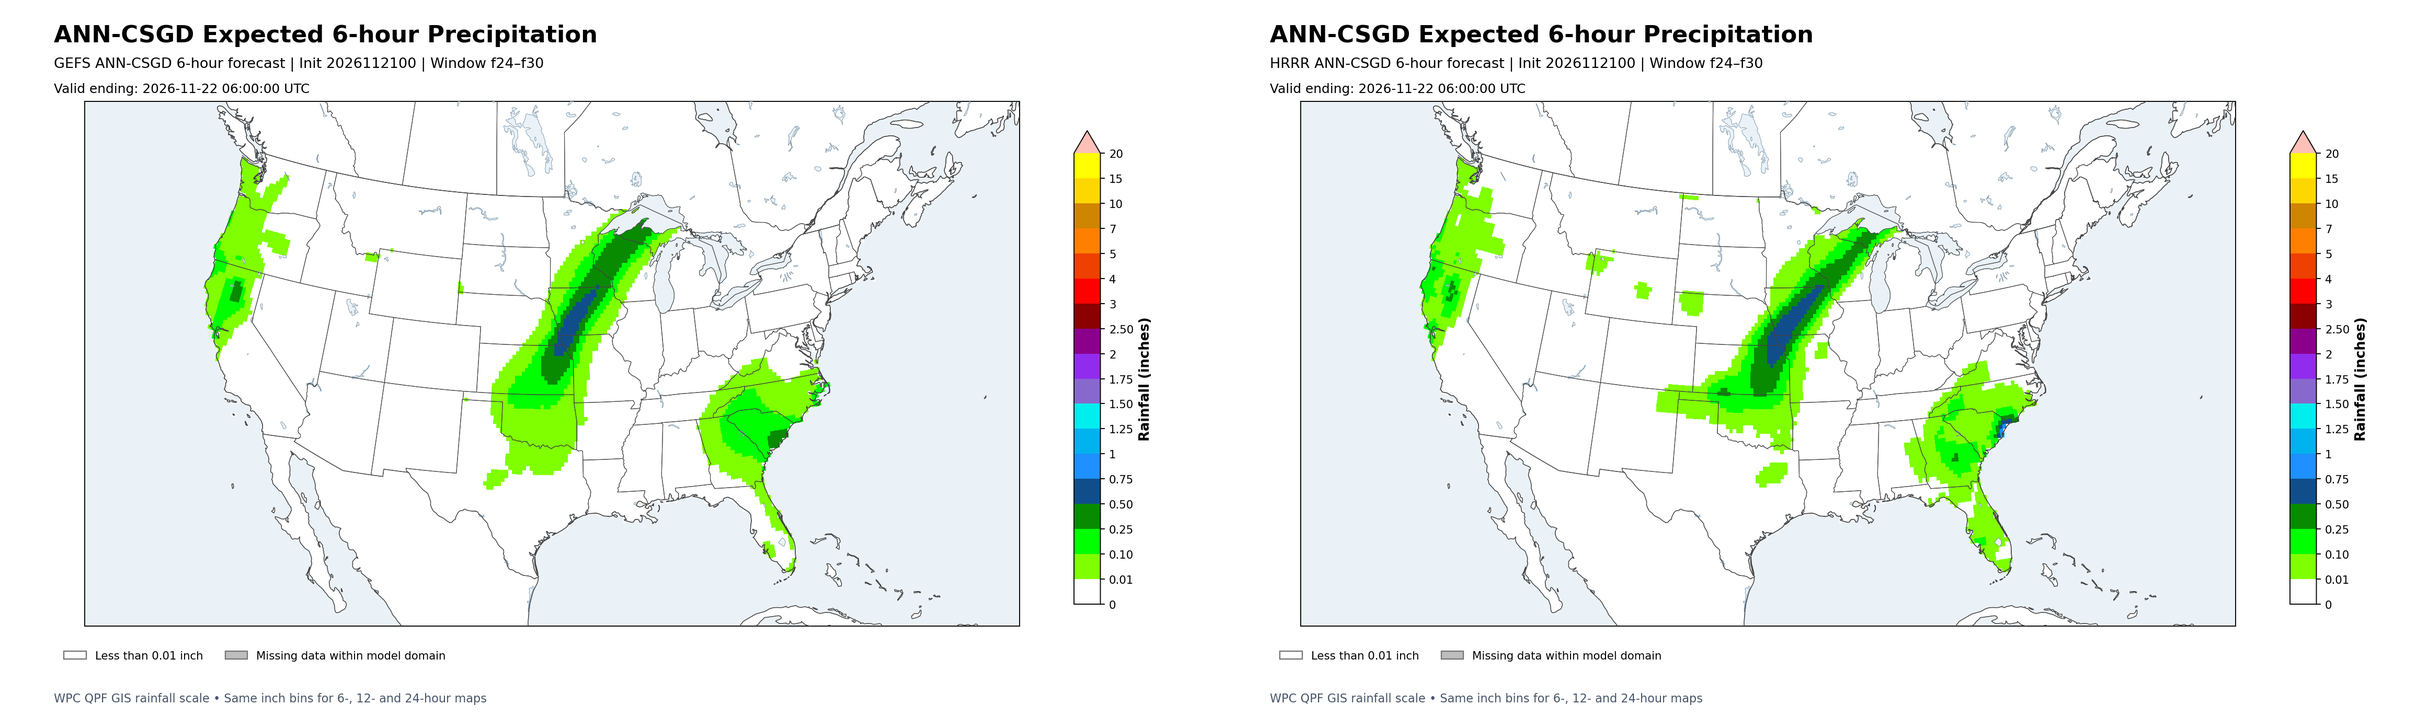 ANN-CSGD Expected 6-hour Precipitation
GEFS ANN-CSGD 6-hour forecast | Init 2026112100 | Window f24–f30
Valid ending: 2026-11-22 06:00:00 UTC
20
15
10
7
5
4
3
2.50
2
1.75
1.50
1.25
1
0.75
0.50
0.25
0.10
0.01
0
Rainfall (inches)
Less than 0.01 inch
Missing data within model domain
WPC QPF GIS rainfall scale • Same inch bins for 6-, 12- and 24-hour maps
ANN-CSGD Expected 6-hour Precipitation
HRRR ANN-CSGD 6-hour forecast | Init 2026112100 | Window f24–f30
Valid ending: 2026-11-22 06:00:00 UTC
20
15
10
7
5
4
3
2.50
2
1.75
1.50
1.25
1
0.75
0.50
0.25
0.10
0.01
0
Rainfall (inches)
Less than 0.01 inch
Missing data within model domain
WPC QPF GIS rainfall scale • Same inch bins for 6-, 12- and 24-hour maps